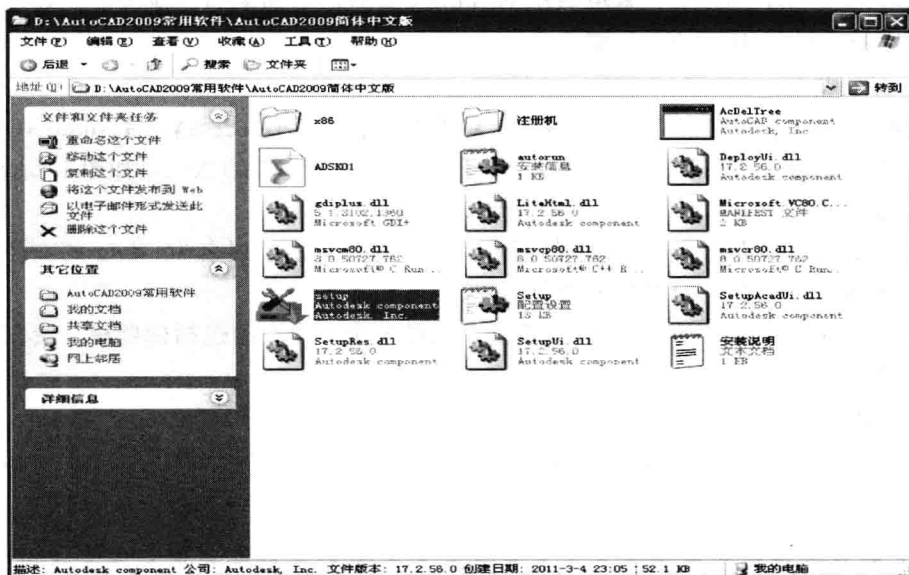 D:\AutoCAD2009常用软件\AutoCAD2009简体中文版
文件(F) 编辑(E) 查看(V) 收藏(A) 工具(T) 帮助(H)
后退 搜索 文件夹
地址(D) D:\AutoCAD2009常用软件\AutoCAD2009简体中文版 转到
文件和文件夹任务
重命名这个文件
移动这个文件
复制这个文件
将这个文件发布到 Web
以电子邮件形式发送此
文件
删除这个文件
其它位置
AutoCAD2009常用软件
我的文档
共享文档
我的电脑
网上邻居
详细信息
x86
注册机
AcDelTree
AutoCAD component
Autodesk, Inc
ADSK01
autorun
安装信息
1 KB
DeployUi.dll
17.2.56.0
Autodesk component
gdiplus.dll
5.1.3102.1360
Microsoft GDI+
LiteHtml.dll
17.2.56.0
Autodesk component
Microsoft.VC80.C...
MANIFEST 文件
2 KB
msvcm80.dll
8.0.50727.762
Microsoft® C Run...
msvcp80.dll
8.0.50727.762
Microsoft® C++ R...
msvcr80.dll
8.0.50727.762
Microsoft® C Run...
setup
Autodesk component
Autodesk, Inc.
Setup
配置设置
13 KB
SetupAcadUi.dll
17.2.56.0
Autodesk component
SetupRes.dll
17.2.56.0
Autodesk component
SetupUi.dll
17.2.56.0
Autodesk component
安装说明
文本文档
1 KB
描述: Autodesk component 公司: Autodesk, Inc. 文件版本: 17.2.56.0 创建日期: 2011-3-4 23:05 52.1 KB 我的电脑